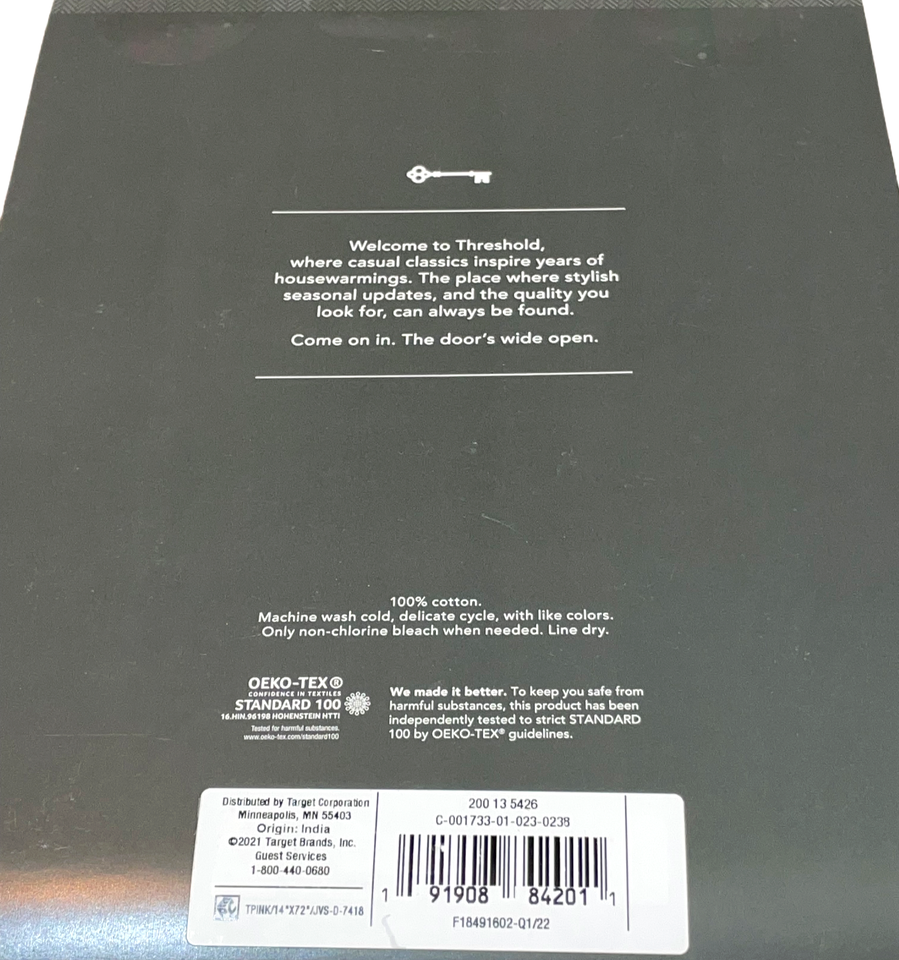 Welcome to Threshold,
where casual classics inspire years of
housewarmings. The place where stylish
seasonal updates, and the quality you
look for, can always be found.
Come on in. The door's wide open.
100% cotton.
Machine wash cold, delicate cycle, with like colors.
Only non-chlorine bleach when needed. Line dry.
OEKO-TEX®
CONFIDENCE IN TEXTILES
STANDARD 100
16.HIN.96198 HOHENSTEIN HTTI
Tested for harmful substances.
www.oeko-tex.com/standard100
We made it better. To keep you safe from
harmful substances, this product has been
independently tested to strict STANDARD
100 by OEKO-TEX® guidelines.
Distributed by Target Corporation
Minneapolis, MN 55403
Origin: India
©2021 Target Brands, Inc.
Guest Services
1-800-440-0680
TPINK/14"X72"/JVS-D-7418
200 13 5426
C-001733-01-023-0238
1 91908 84201 1
F18491602-Q1/22